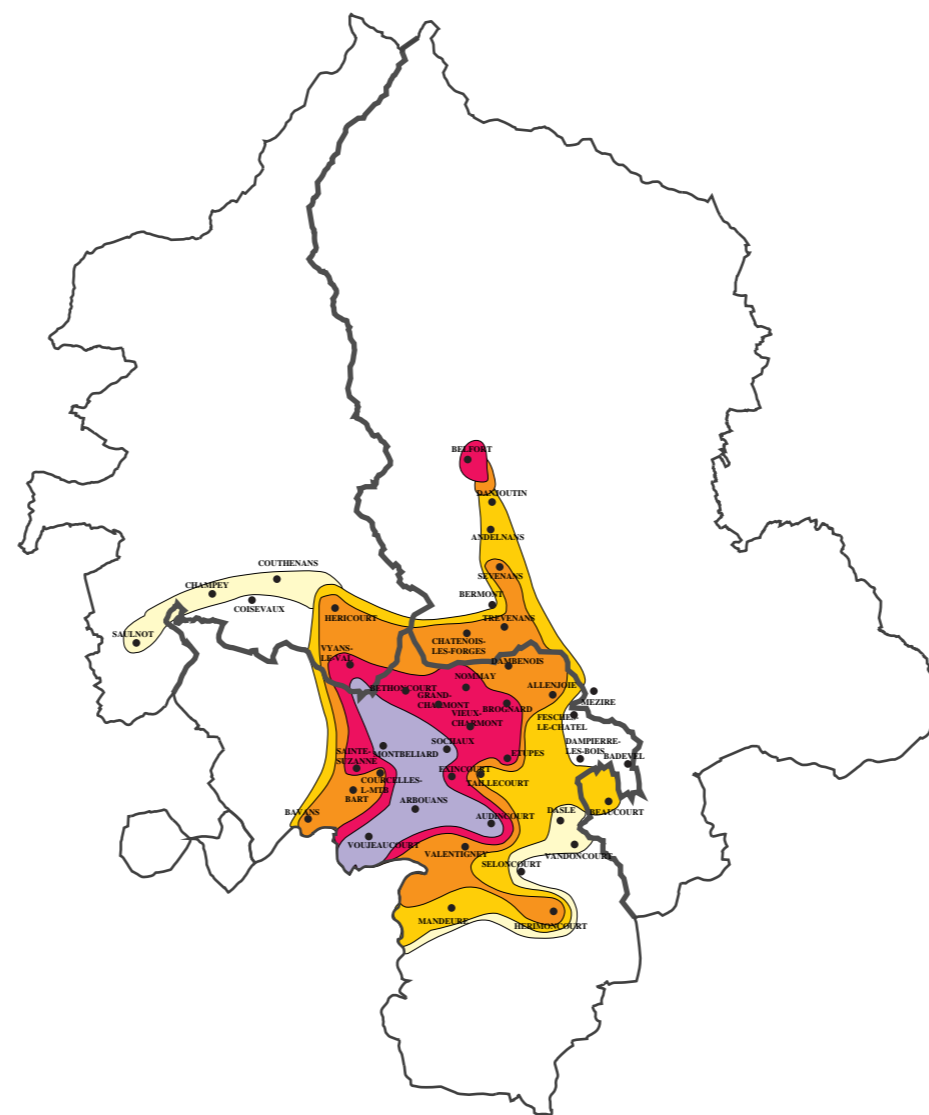 BELFORT
DANJOUTIN
ANDELNANS
COUTHENANS
SEVENANS
CHAMPEY
COISEVAUX
BERMONT
HERICOURT
TREVENANS
SAULNOT
CHATENOIS-
LES-FORGES
VYANS-
LE-VAL
DAMBENOIS
NOMMAY
BETHONCOURT
ALLENJOIE
GRAND-
CHARMONT
MEZIRE
BROGNARD
VIEUX-
CHARMONT
FESCHES-
LE-CHATEL
SOCHAUX
DAMPIERRE-
LES-BOIS
MONTBELIARD
SAINTE-
SUZANNE
ETUPES
BADEVEL
EXINCOURT
COURCELLES-
L-MTB
TAILLECOURT
BART
ARBOUANS
BAVANS
DASLE
BEAUCOURT
AUDINCOURT
VOUJEAUCOURT
VALENTIGNEY
VANDONCOURT
SELONCOURT
MANDEURE
HERIMONCOURT